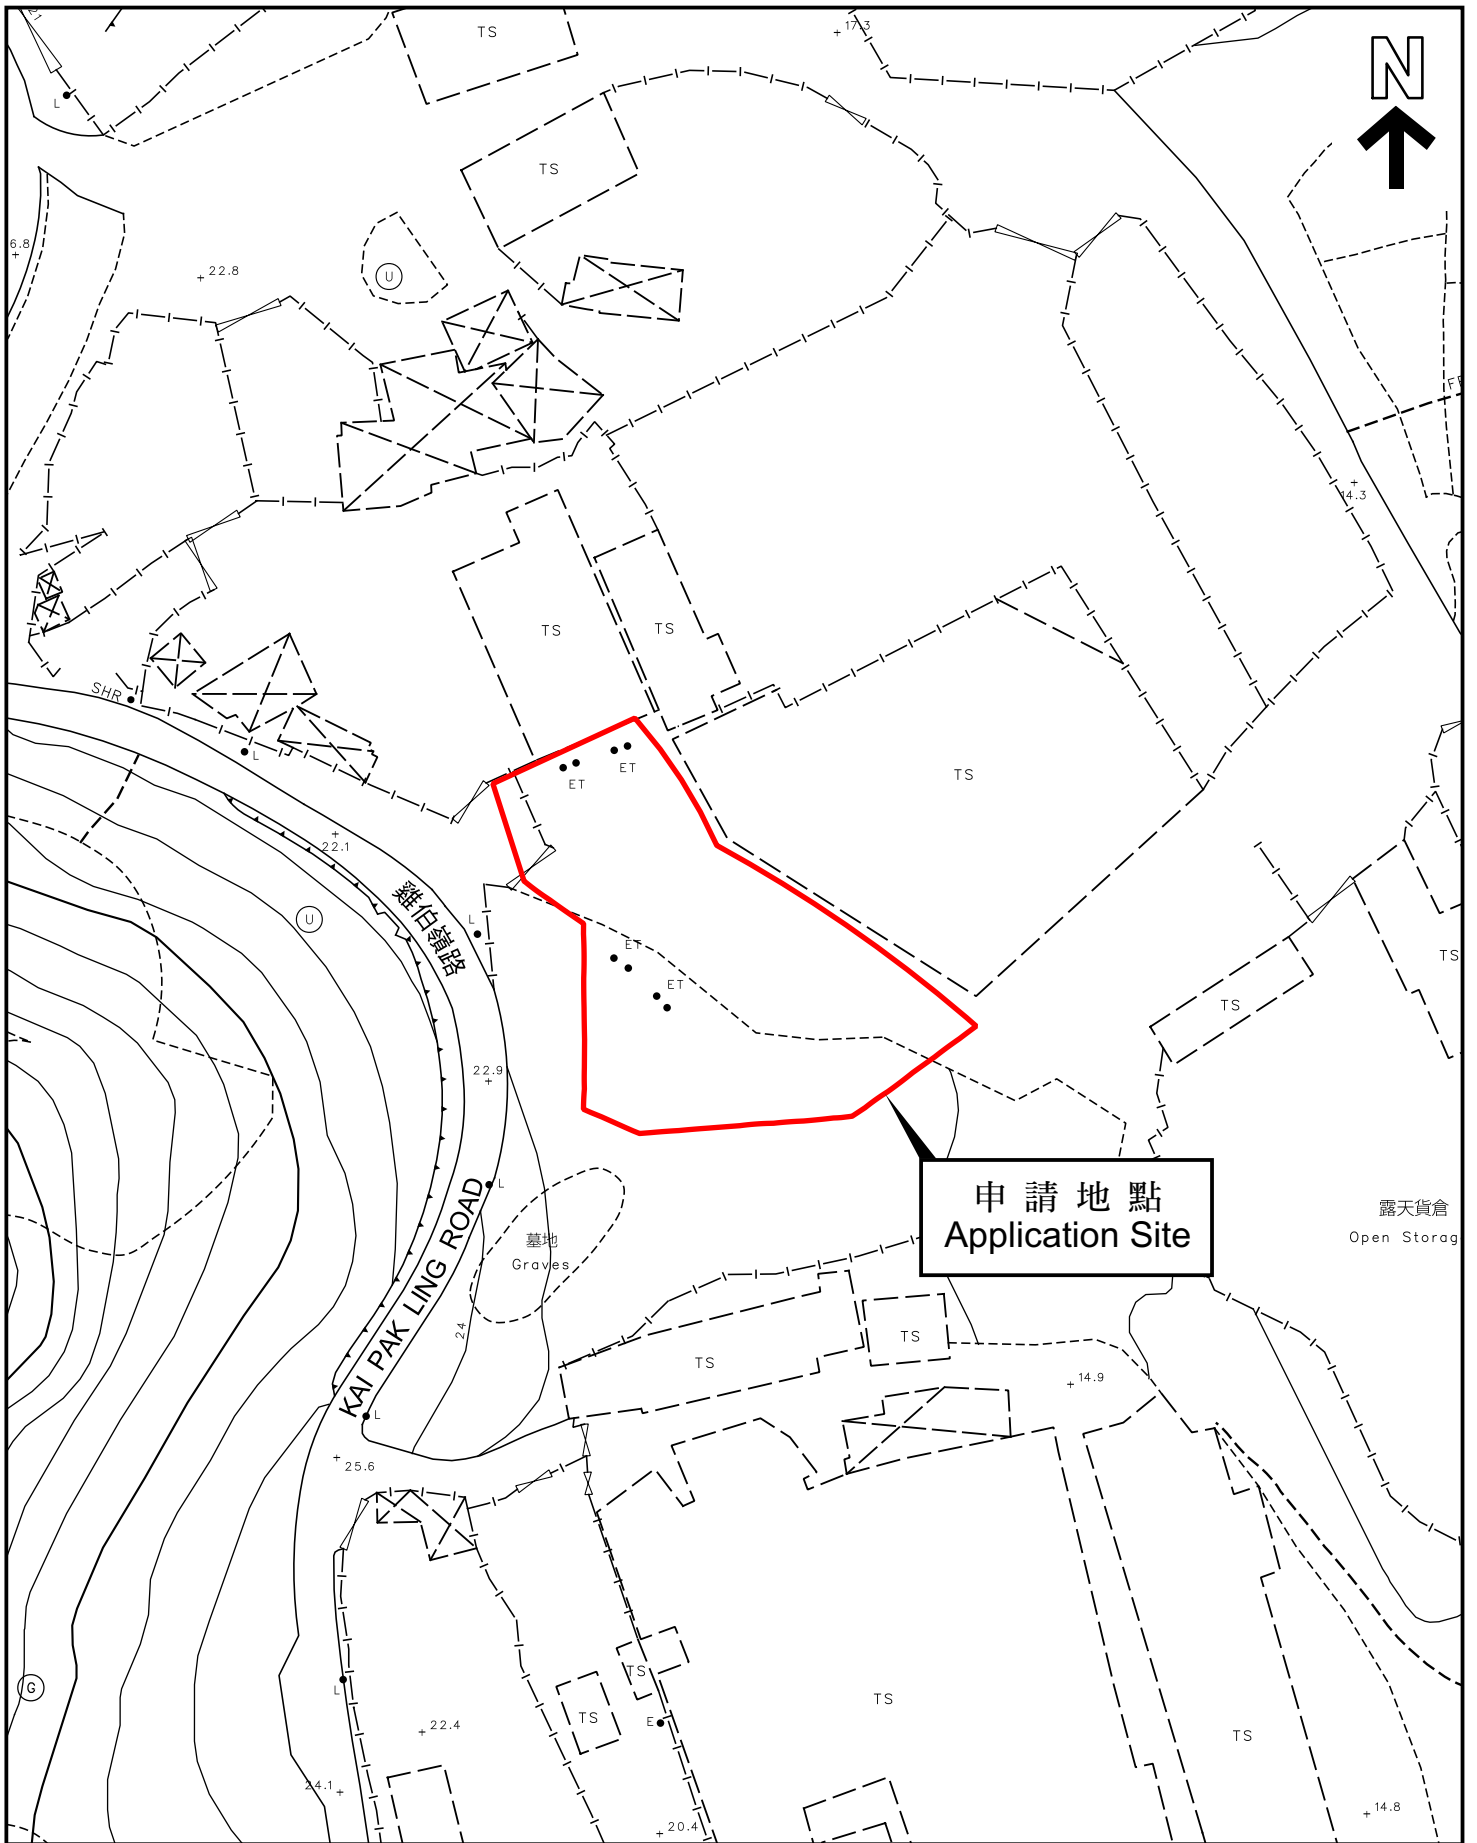 TS
17.3
N
L
TS
6.8
22.8
U
14.3
TS
TS
SHR
L
TS
ET
ET
22.1
雞伯嶺路
U
L
ET
TS
ET
TS
22.9
L
申請地點
Application Site
露天貨倉
Open Storag
墓地
Graves
KAI PAK LING ROAD
24
TS
TS
14.9
L
25.6
TS
G
L
TS
TS
22.4
E
TS
24.1
14.8
20.4